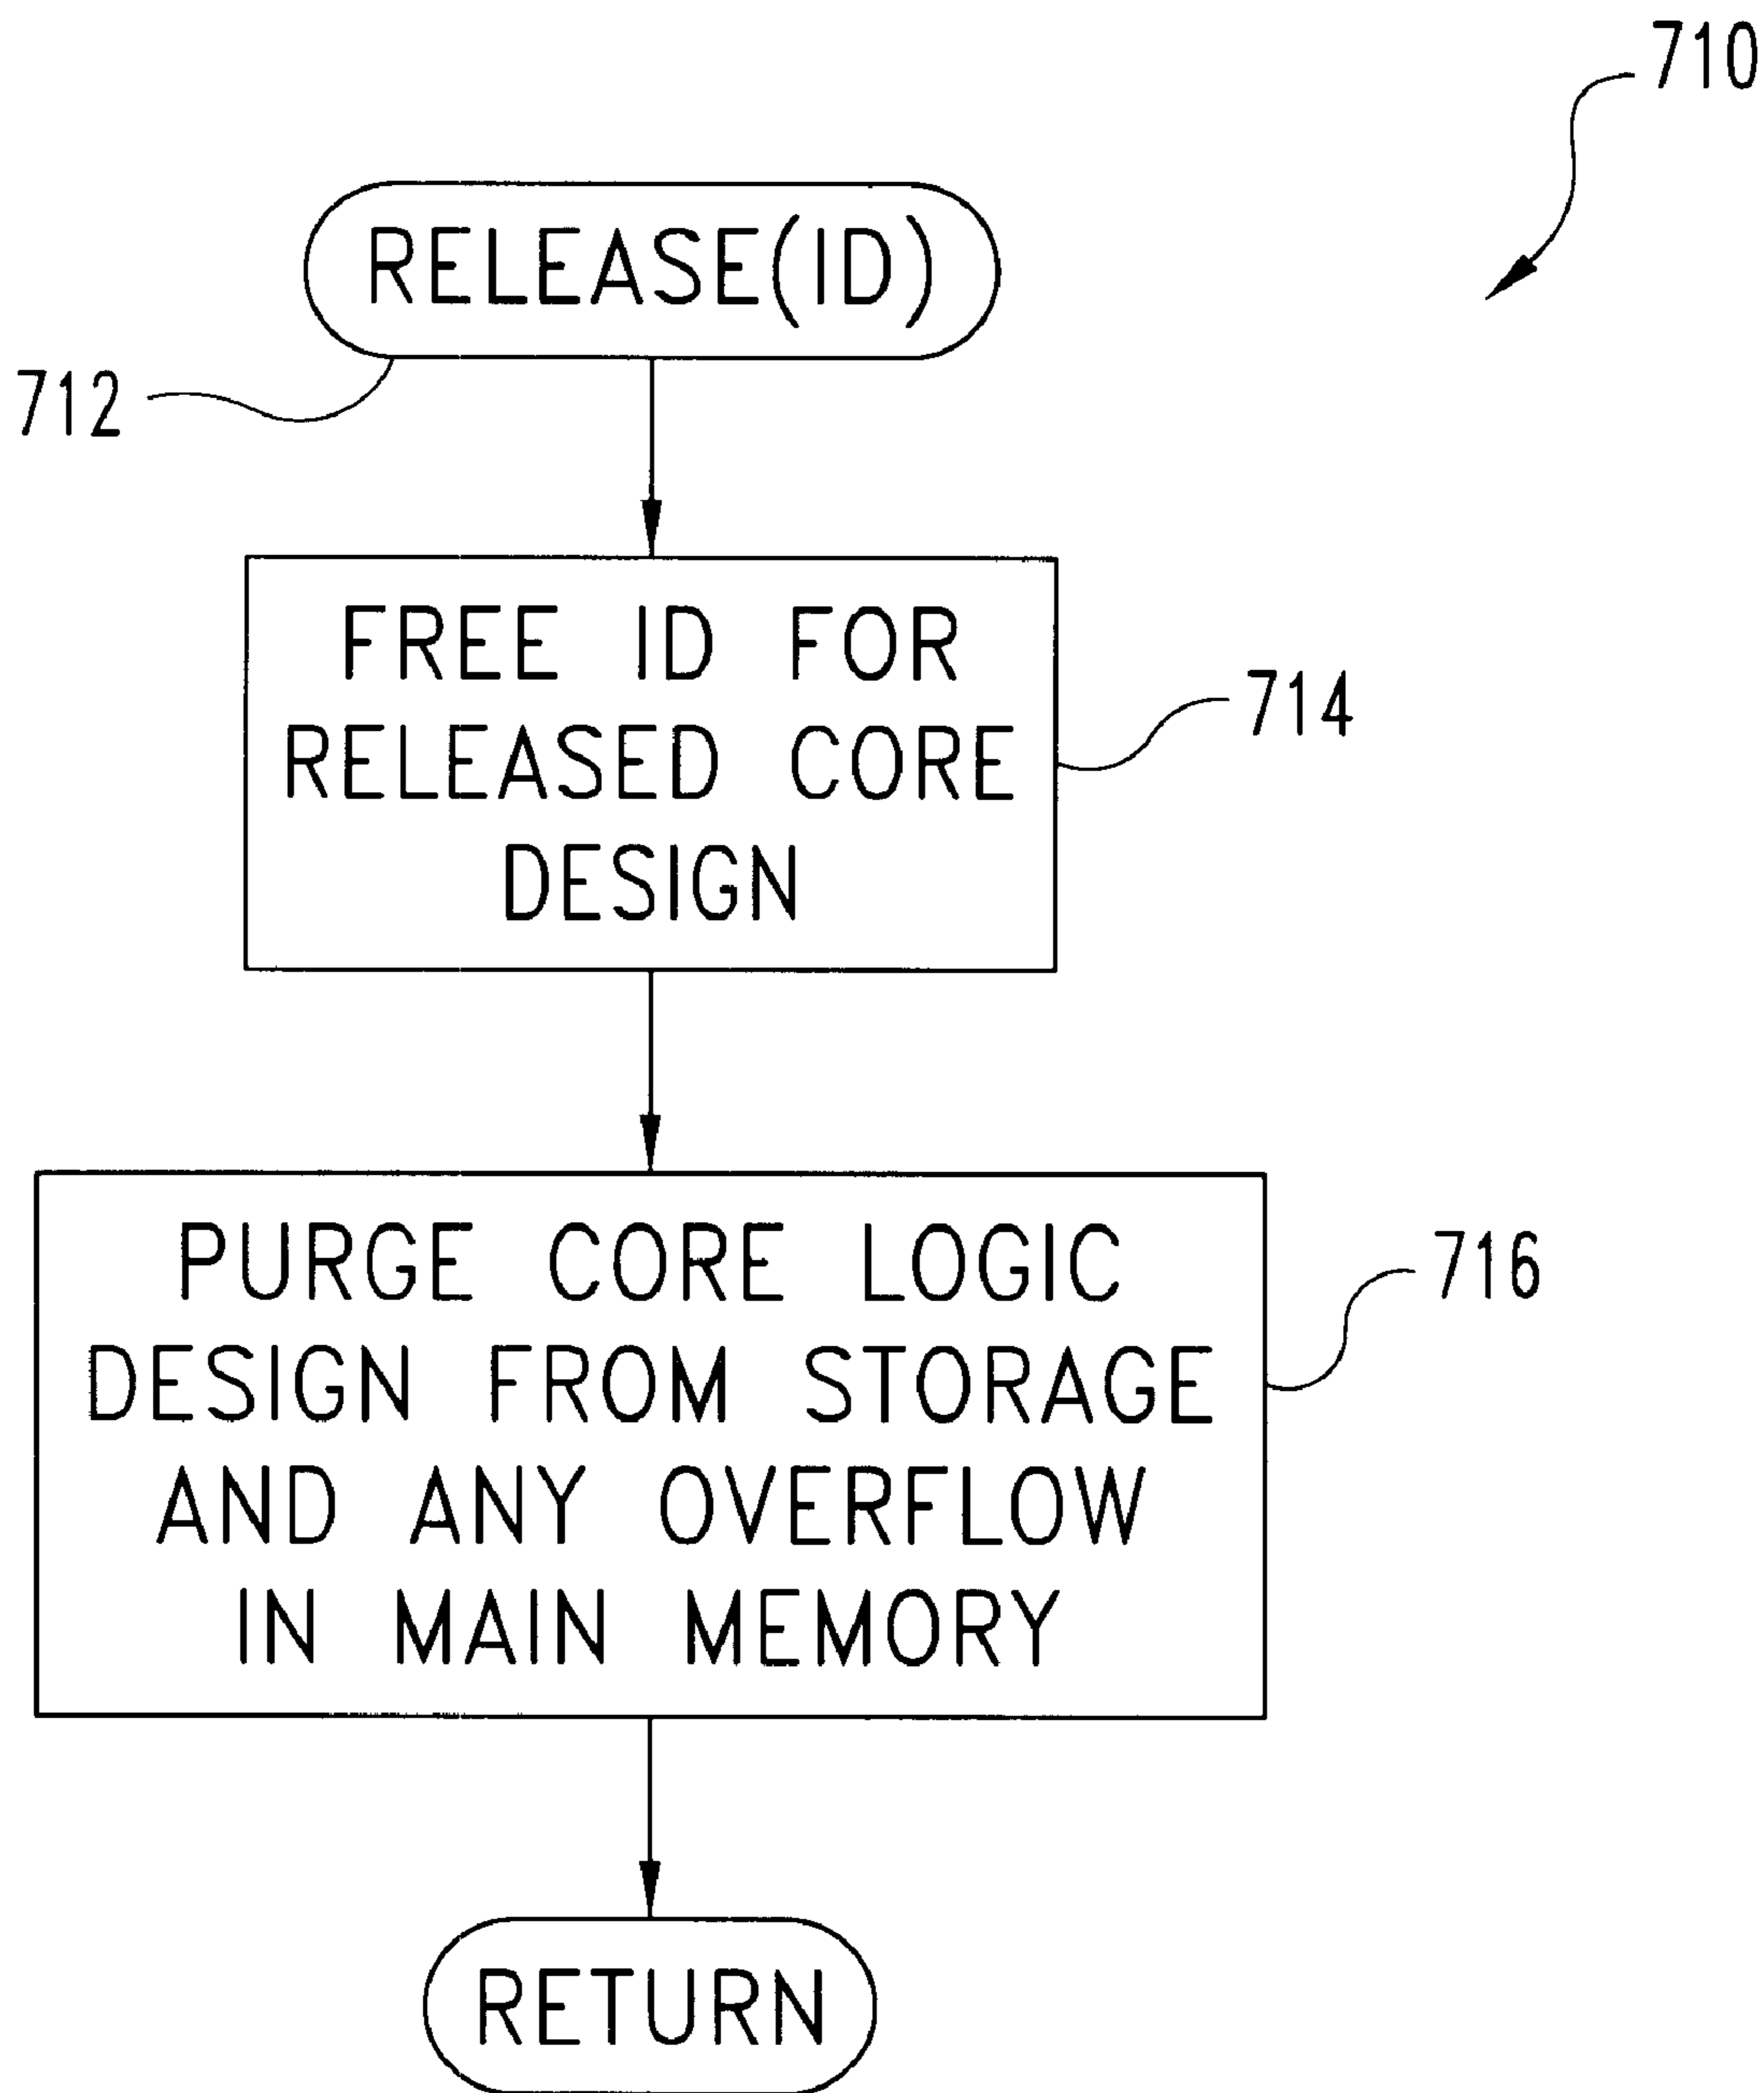 710
RELEASE(ID)
712
FREE ID FOR
RELEASED CORE
DESIGN
714
PURGE CORE LOGIC
DESIGN FROM STORAGE
AND ANY OVERFLOW
IN MAIN MEMORY
716
RETURN